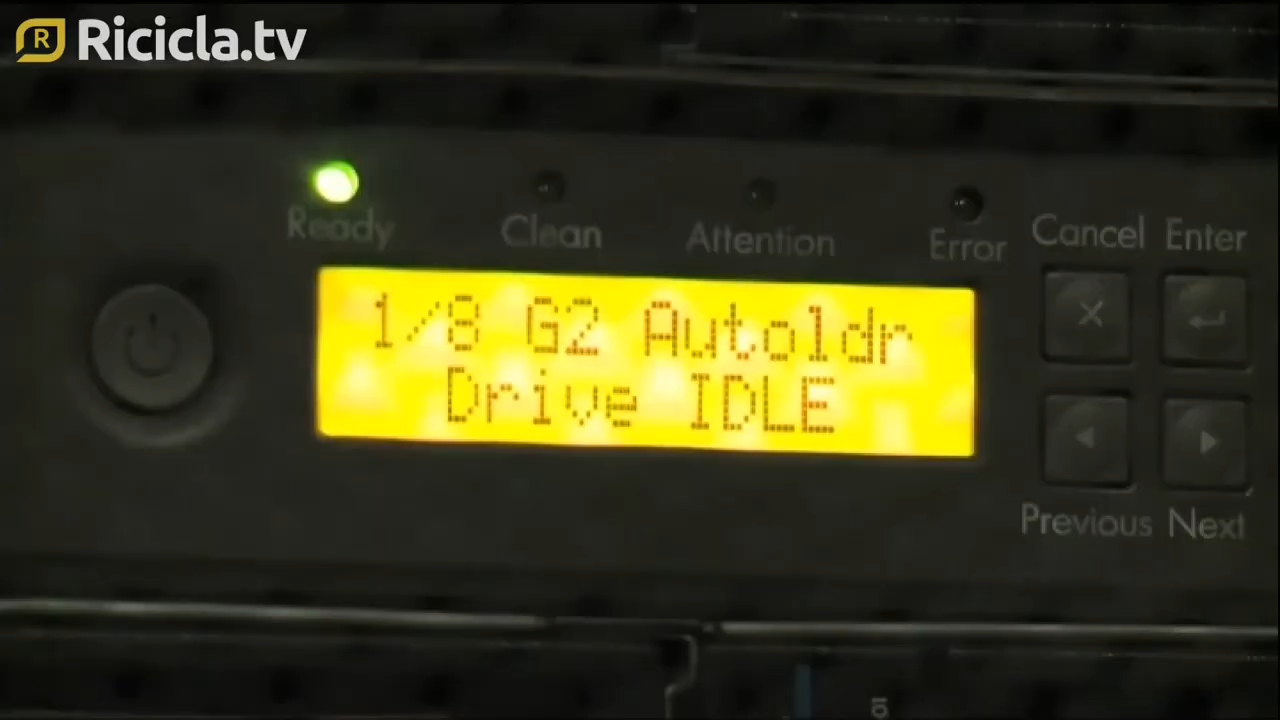 R Ricicla.tv
Ready Clean Attention Error
Cancel Enter
1/8 G2 Autoldr
Drive IDLE
Previous Next